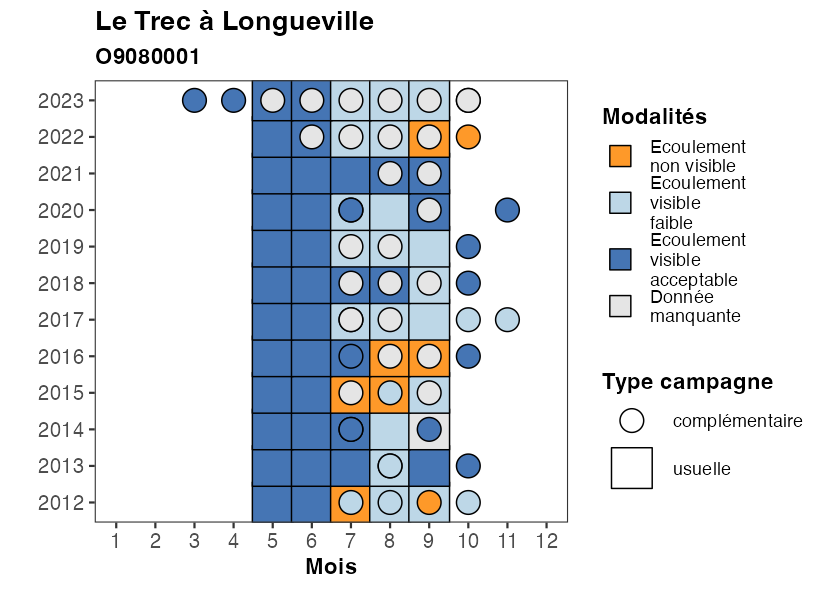 Le Trec à Longueville
O9080001
2023
2022
2021
2020
2019
2018
2017
2016
2015
2014
2013
2012
1 2 3 4 5 6 7 8 9 10 11 12
Mois
Modalités
Ecoulement
non visible
Ecoulement
visible
faible
Ecoulement
visible
acceptable
Donnée
manquante
Type campagne
complémentaire
usuelle